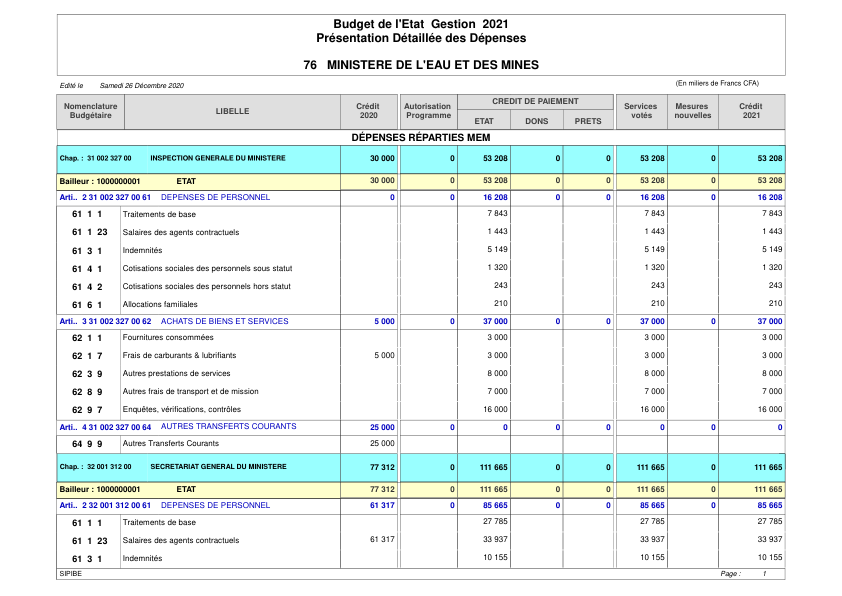 Budget de l'Etat Gestion 2021
Présentation Détaillée des Dépenses
76 MINISTERE DE L'EAU ET DES MINES
Edité le Samedi 26 Décembre 2020 (En miliers de Francs CFA)
Nomenclature Budgétaire LIBELLE Crédit 2020 Autorisation Programme CREDIT DE PAIEMENT ETAT DONS PRETS Services votés Mesures nouvelles Crédit 2021
DÉPENSES RÉPARTIES MEM
Chap. : 31 002 327 00 INSPECTION GENERALE DU MINISTERE 30 000 0 53 208 0 0 53 208 0 53 208
Bailleur : 1000000001 ETAT 30 000 0 53 208 0 0 53 208 0 53 208
Arti.. 2 31 002 327 00 61 DEPENSES DE PERSONNEL 0 0 16 208 0 0 16 208 0 16 208
61 1 1 Traitements de base 7 843 7 843 7 843
61 1 23 Salaires des agents contractuels 1 443 1 443 1 443
61 3 1 Indemnités 5 149 5 149 5 149
61 4 1 Cotisations sociales des personnels sous statut 1 320 1 320 1 320
61 4 2 Cotisations sociales des personnels hors statut 243 243 243
61 6 1 Allocations familiales 210 210 210
Arti.. 3 31 002 327 00 62 ACHATS DE BIENS ET SERVICES 5 000 0 37 000 0 0 37 000 0 37 000
62 1 1 Fournitures consommées 3 000 3 000 3 000
62 1 7 Frais de carburants & lubrifiants 5 000 3 000 3 000 3 000
62 3 9 Autres prestations de services 8 000 8 000 8 000
62 8 9 Autres frais de transport et de mission 7 000 7 000 7 000
62 9 7 Enquêtes, vérifications, contrôles 16 000 16 000 16 000
Arti.. 4 31 002 327 00 64 AUTRES TRANSFERTS COURANTS 25 000 0 0 0 0 0 0 0
64 9 9 Autres Transferts Courants 25 000
Chap. : 32 001 312 00 SECRETARIAT GENERAL DU MINISTERE 77 312 0 111 665 0 0 111 665 0 111 665
Bailleur : 1000000001 ETAT 77 312 0 111 665 0 0 111 665 0 111 665
Arti.. 2 32 001 312 00 61 DEPENSES DE PERSONNEL 61 317 0 85 665 0 0 85 665 0 85 665
61 1 1 Traitements de base 27 785 27 785 27 785
61 1 23 Salaires des agents contractuels 61 317 33 937 33 937 33 937
61 3 1 Indemnités 10 155 10 155 10 155
SIPIBE Page : 1